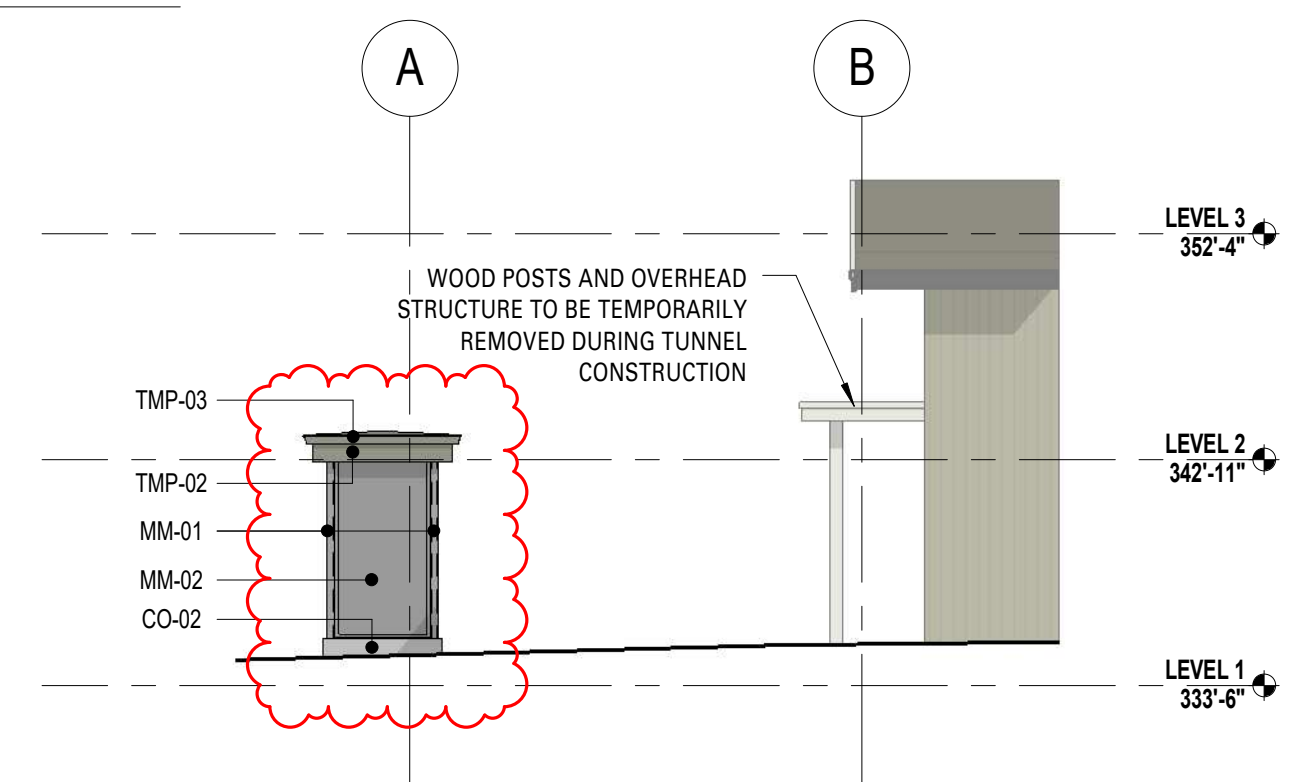 A
B
LEVEL 3
352'-4"
WOOD POSTS AND OVERHEAD
STRUCTURE TO BE TEMPORARILY
REMOVED DURING TUNNEL
CONSTRUCTION
TMP-03
LEVEL 2
342'-11"
TMP-02
MM-01
MM-02
CO-02
LEVEL 1
333'-6"